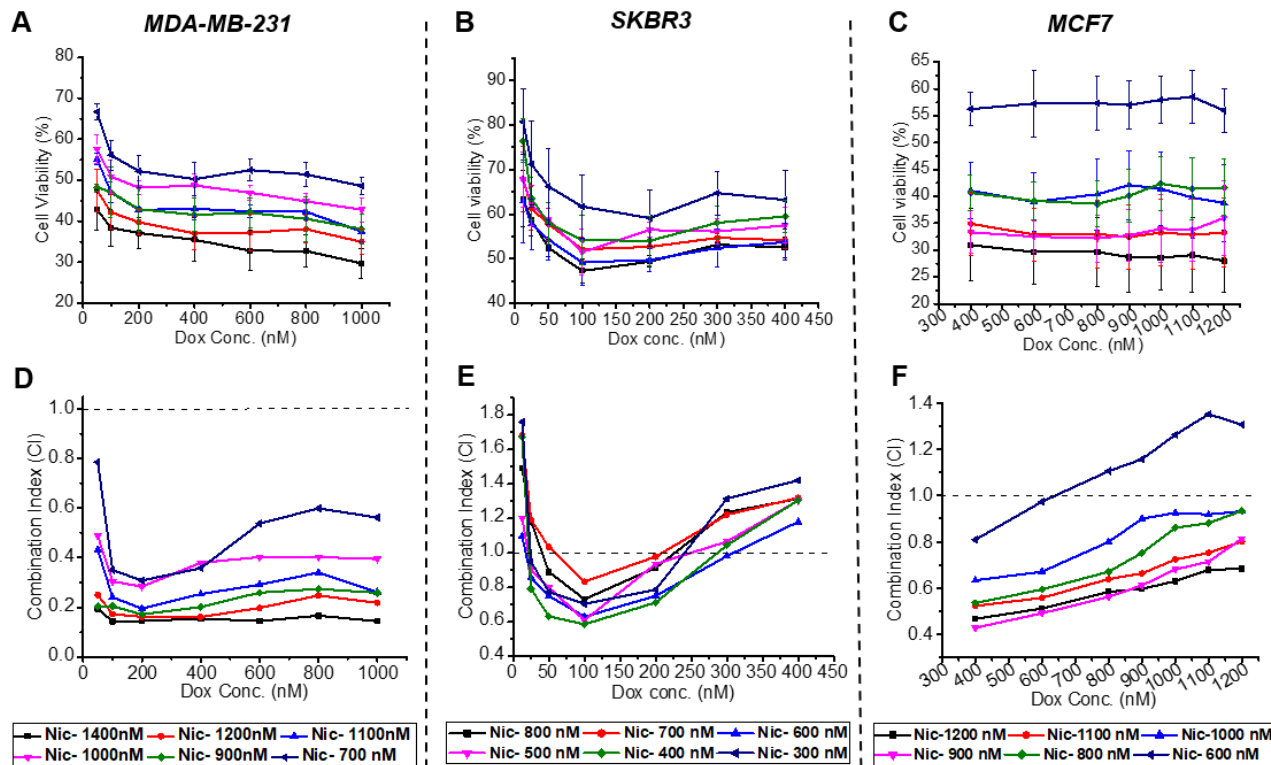 A MDA-MB-231
B SKBR3
C MCF7
Cell Viability (%)
80
70
60
50
40
30
20
0 200 400 600 800 1000
Dox Conc. (nM)
Cell viability (%)
90
80
70
60
50
40
0 25 50 75 100 150 200 250 300 350 400 450
Dox conc. (nM)
Cell viability (%)
65
60
55
50
45
40
35
30
25
20
300 400 500 600 700 800 900 1000 1100 1200
Dox Conc. (nM)
D
Combination Index (CI)
1.0
0.8
0.6
0.4
0.2
0.0
0 200 400 600 800 1000
Dox Conc. (nM)
E
Combination Index (CI)
1.8
1.6
1.4
1.2
1.0
0.8
0.6
0.4
0 25 50 75 100 150 200 250 300 350 400 450
Dox conc. (nM)
F
Combination Index (CI)
1.4
1.2
1.0
0.8
0.6
0.4
300 400 500 600 700 800 900 1000 1100 1200
Dox Conc. (nM)
Nic- 1400nM Nic- 1200nM Nic- 1100nM
Nic- 1000nM Nic- 900nM Nic- 700nM
Nic- 800 nM Nic- 700 nM Nic- 600 nM
Nic- 500 nM Nic- 400 nM Nic- 300 nM
Nic-1200 nM Nic-1100 nM Nic-1000 nM
Nic- 900 nM Nic- 800 nM Nic- 600 nM